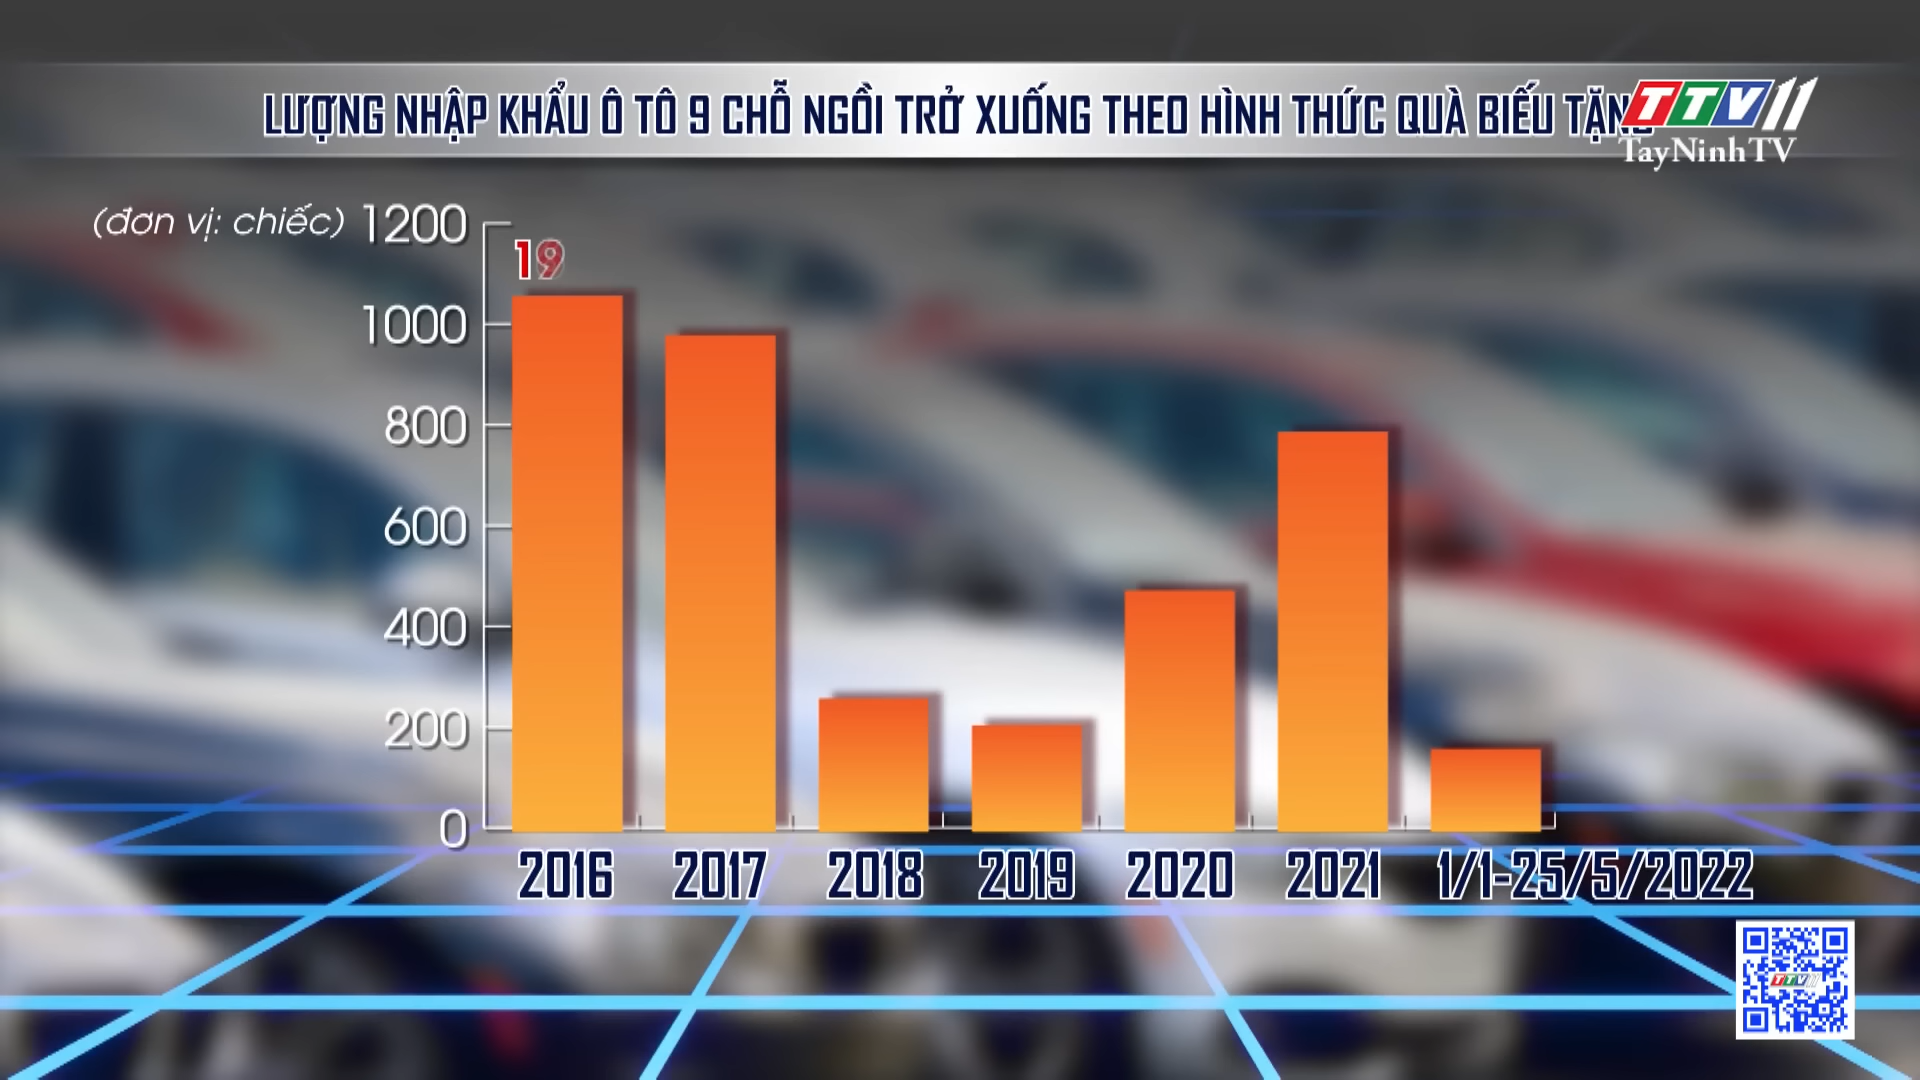 LƯỢNG NHẬP KHẨU Ô TÔ 9 CHỖ NGỒI TRỞ XUỐNG THEO HÌNH THỨC QUÀ BIẾU TẶNG
TTV11
TayNinhTV
(đơn vị: chiếc)
1200
19
1000
800
600
400
200
0
2016 2017 2018 2019 2020 2021 1/1-25/5/2022
TTV11